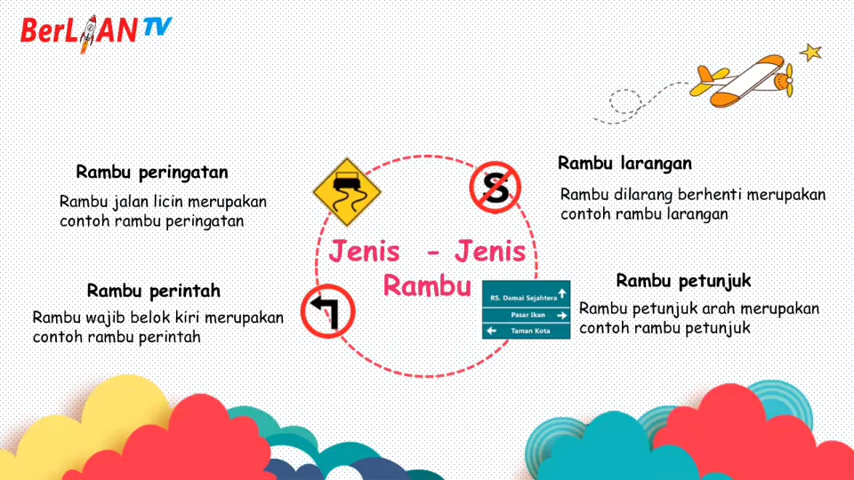 BerLIAN TV
Rambu peringatan
Rambu jalan licin merupakan
contoh rambu peringatan
Rambu larangan
Rambu dilarang berhenti merupakan
contoh rambu larangan
S
Jenis - Jenis
Rambu
Rambu perintah
Rambu wajib belok kiri merupakan
contoh rambu perintah
RS. Damai Sejahtera
Pasar Ikan
Taman Kota
Rambu petunjuk
Rambu petunjuk arah merupakan
contoh rambu petunjuk